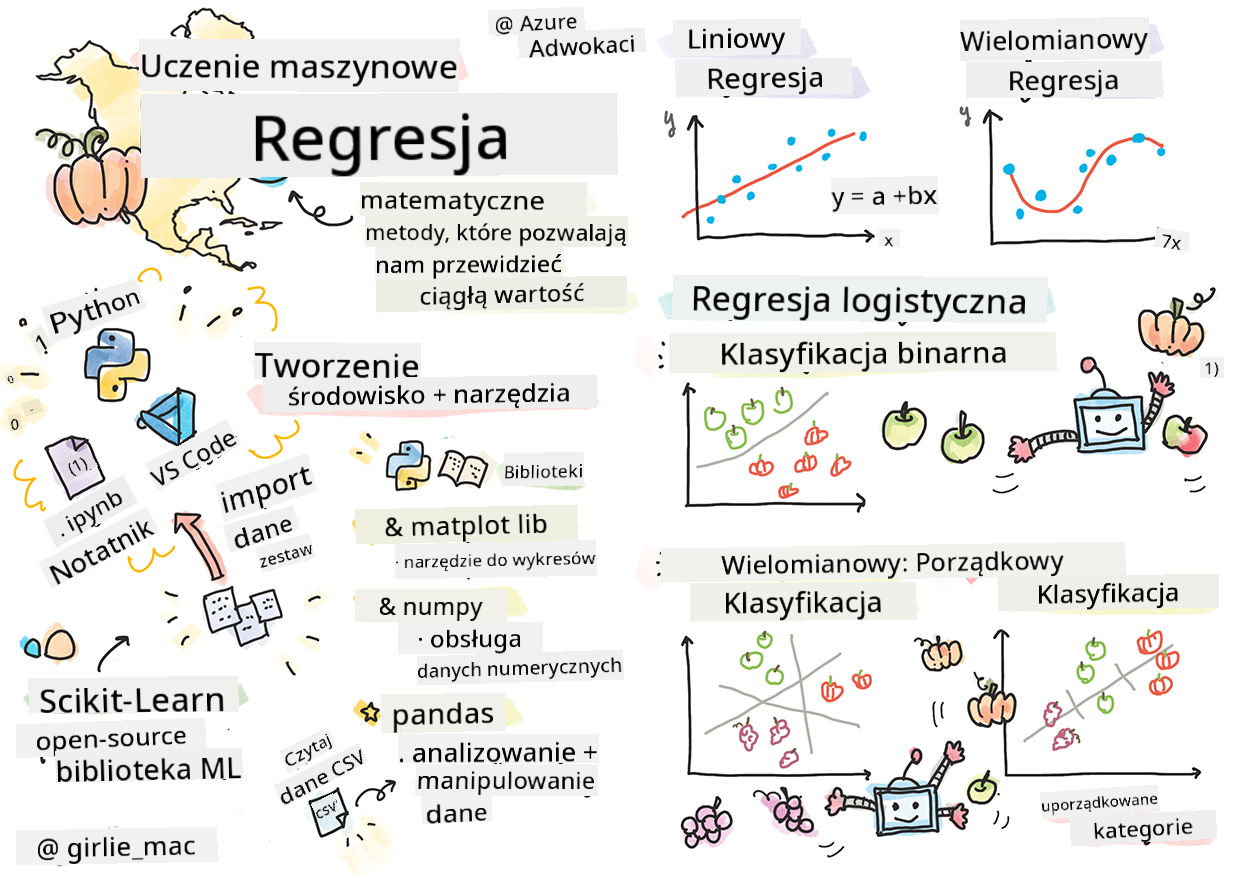 @ Azure
Adwokaci
Uczenie maszynowe
Regresja
matematyczne
metody, które pozwalają
nam przewidzieć
ciągłą wartość
1 Python
VS Code
(1)
. ipynb
Notatnik
Tworzenie
środowisko + narzędzia
import
dane
zestaw
Scikit-Learn
open-source
biblioteka ML
@ girlie_mac
Biblioteki
& matplot lib
· narzędzie do wykresów
& numpy
· obsługa
danych numerycznych
pandas
. analizowanie +
manipulowanie
dane
Czytaj
dane CSV
CSV
Liniowy
Regresja
y
y = a +bx
x
Wielomianowy
Regresja
y
7x
Regresja logistyczna
Klasyfikacja binarna
1)
Wielomianowy: Porządkowy
Klasyfikacja
Klasyfikacja
uporządkowane
kategorie